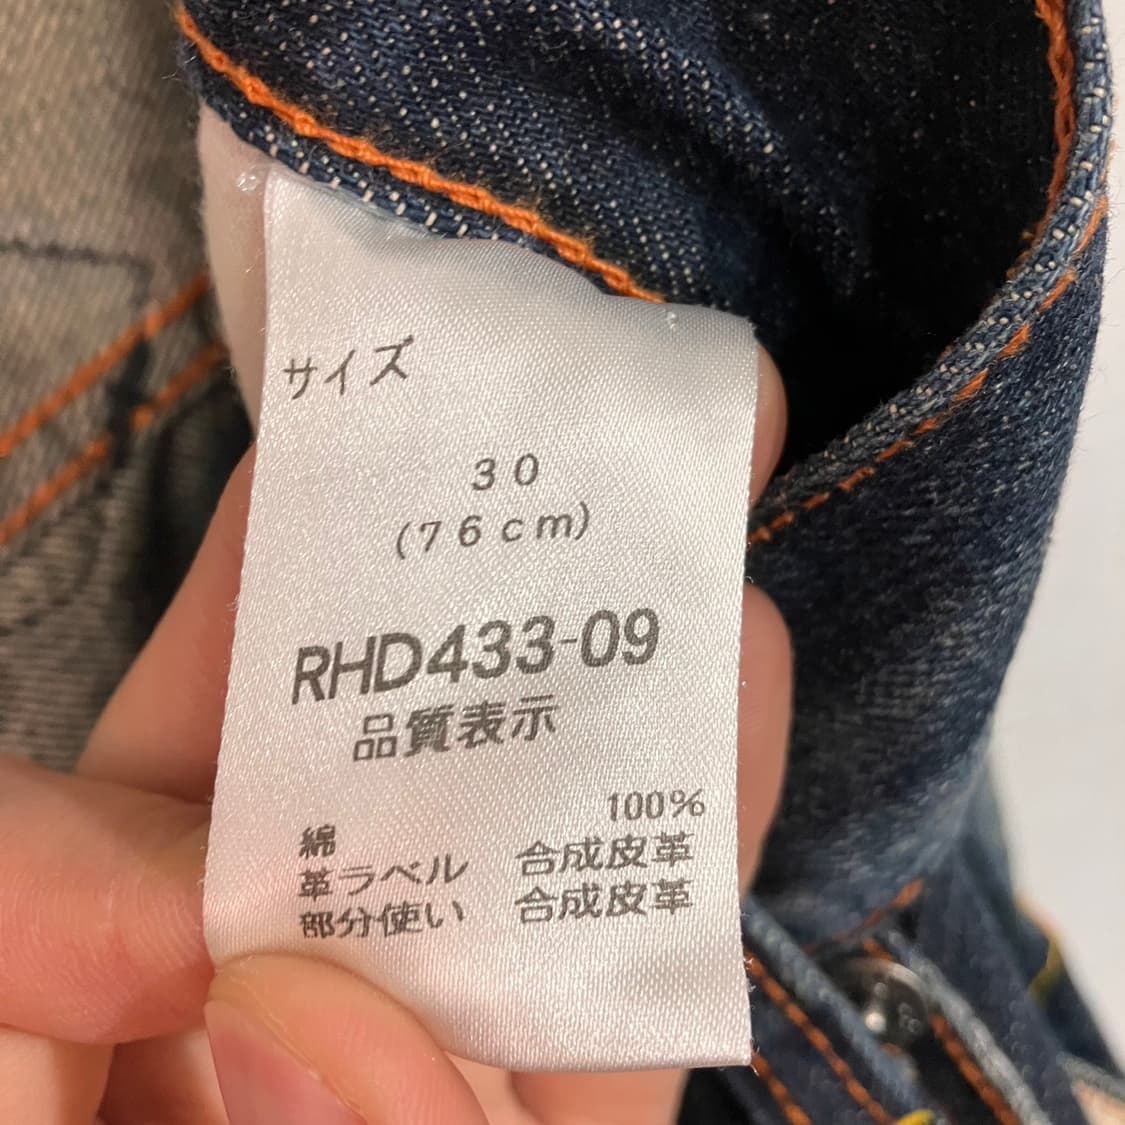 サイズ
30
(76cm)
RHD433-09
品質表示
綿 100%
革ラベル 合成皮革
部分使い 合成皮革